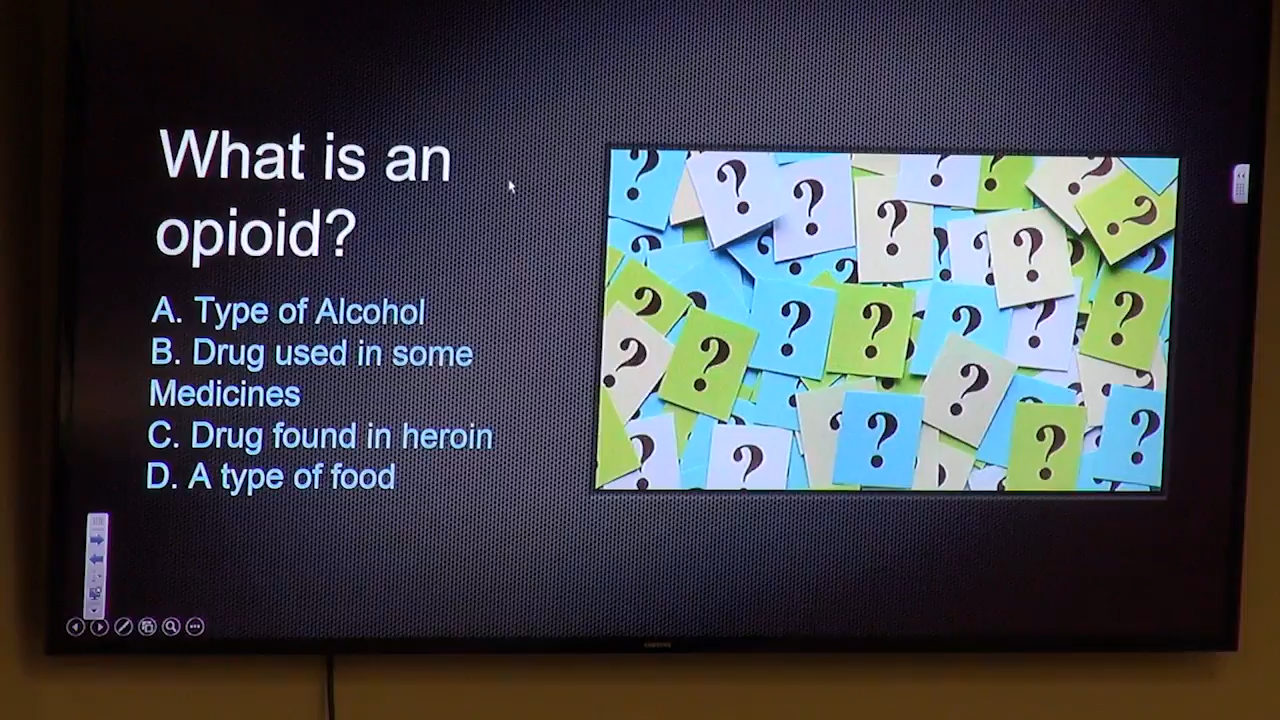 What is an
opioid?
A. Type of Alcohol
B. Drug used in some
Medicines
C. Drug found in heroin
D. A type of food
SAMSUNG